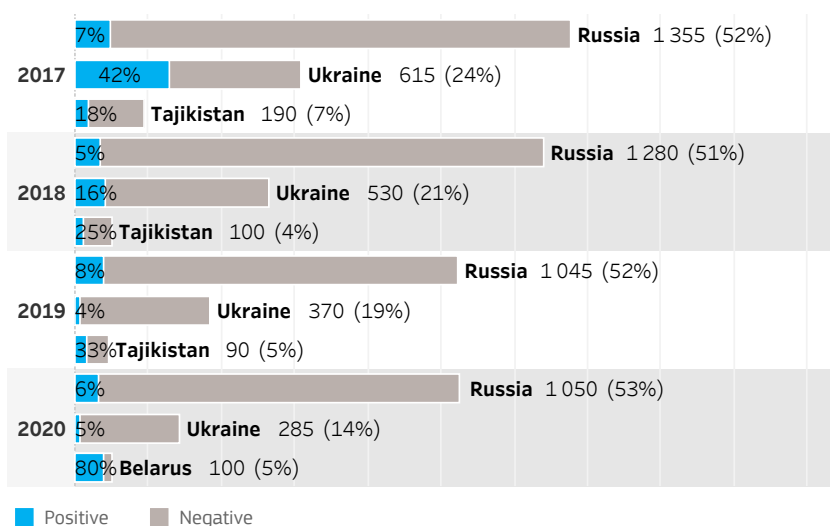 7% Russia 1 355 (52%)
2017 42% Ukraine 615 (24%)
18% Tajikistan 190 (7%)
5% Russia 1 280 (51%)
2018 16% Ukraine 530 (21%)
25% Tajikistan 100 (4%)
8% Russia 1 045 (52%)
2019 4% Ukraine 370 (19%)
33% Tajikistan 90 (5%)
6% Russia 1 050 (53%)
2020 5% Ukraine 285 (14%)
80% Belarus 100 (5%)
Positive Negative